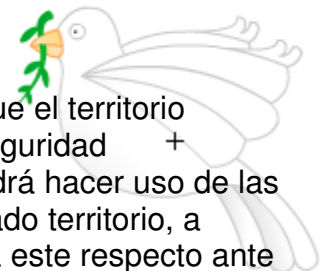 ue el territorio
guridad +
drá hacer uso de las
ado territorio, a
a este respecto ante